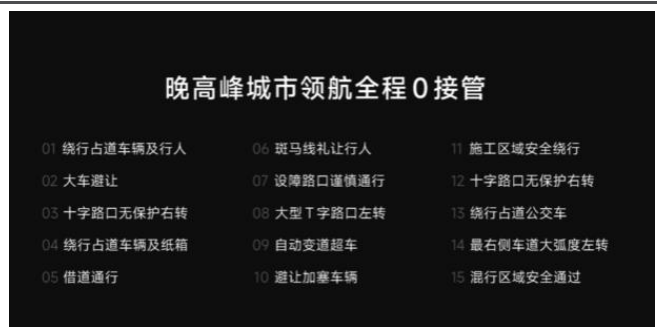 晚高峰城市领航全程0接管
01 绕行占道车辆及行人
02 大车避让
03 十字路口无保护右转
04 绕行占道车辆及纸箱
05 借道通行
06 斑马线礼让行人
07 设障路口谨慎通行
08 大型T字路口左转
09 自动变道超车
10 避让加塞车辆
11 施工区域安全绕行
12 十字路口无保护右转
13 绕行占道公交车
14 最右侧车道大弧度左转
15 混行区域安全通过